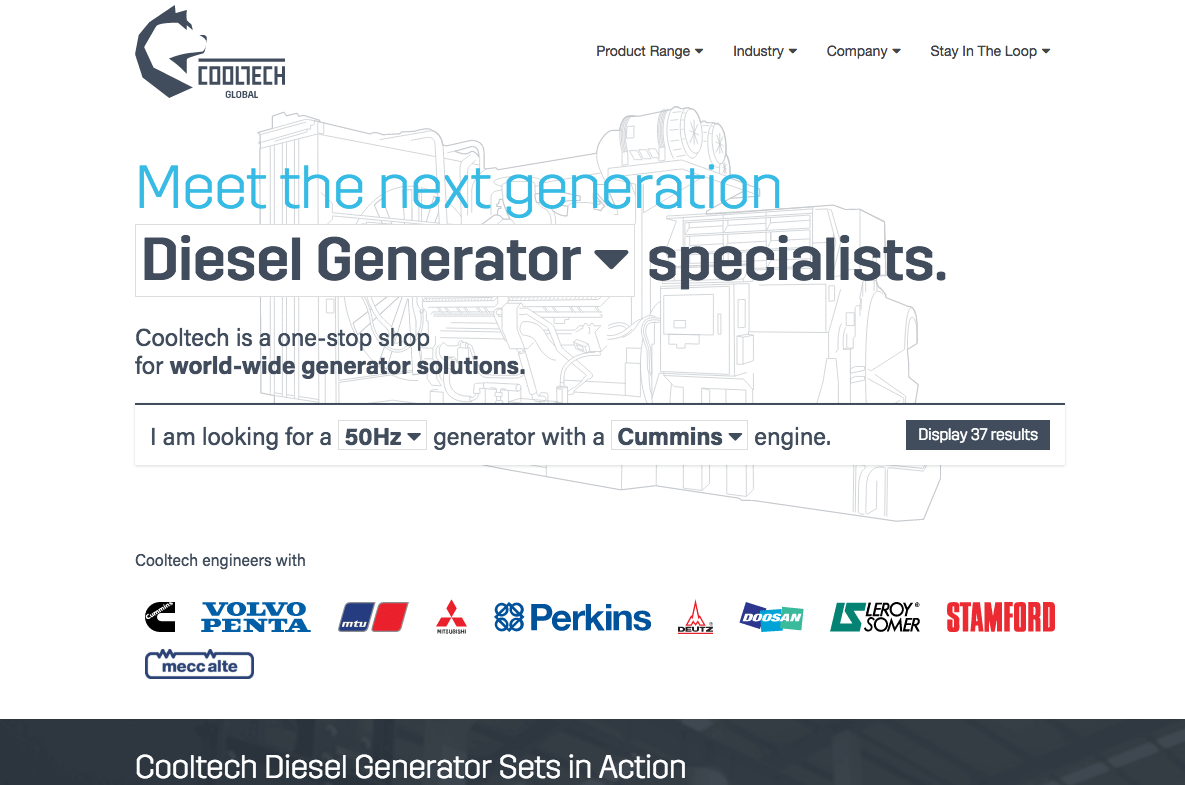 COOLTECH
GLOBAL
Product Range Industry Company Stay In The Loop
Meet the next generation
Diesel Generator specialists.
Cooltech is a one-stop shop
for world-wide generator solutions.
I am looking for a 50Hz generator with a Cummins engine. Display 37 results
Cooltech engineers with
Cummins VOLVO PENTA mtu MITSUBISHI Perkins DEUTZ DOOSAN LEROY SOMER STAMFORD
mecc alte
Cooltech Diesel Generator Sets in Action